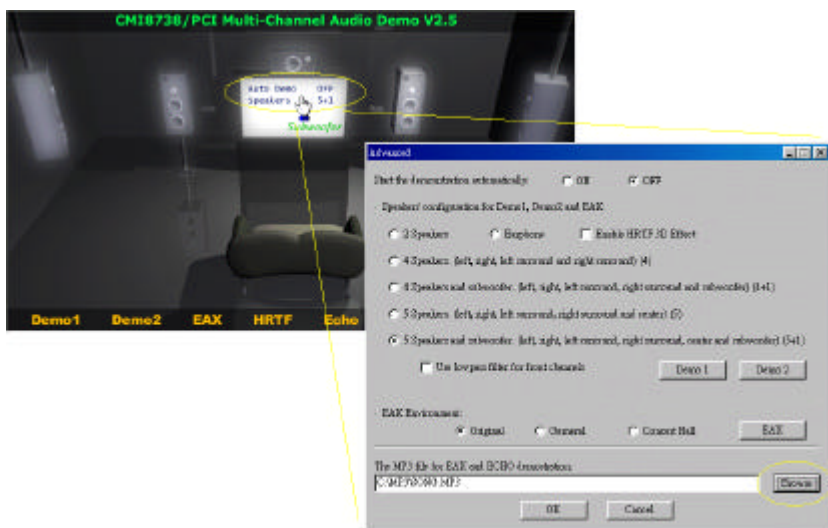 CMI8738/PCI Multi-Channel Audio Demo V2.5
Auto Demo OFF
Speakers 5+1
Subwoofer
Demo1 Demo2 EAX HRTF Echo
Advanced
Start the demonstration automatically: ON OFF
Speakers' configuration for Demo1, Demo2 and EAX
2 Speakers Earphone Enable HRTF 3D Effect
4 Speakers: (left, right, left surround and right surround) (4)
4 Speakers and subwoofer: (left, right, left surround, right surround and subwoofer) (4+1)
5 Speakers: (left, right, left surround, right surround and center) (5)
5 Speakers and subwoofer: (left, right, left surround, right surround, center and subwoofer) (5+1)
Use low pass filter for front channels Demo 1 Demo 2
EAX Environment:
Original General Concert Hall EAX
The MP3 file for EAX and ECHO demonstration:
Browse
OK Cancel